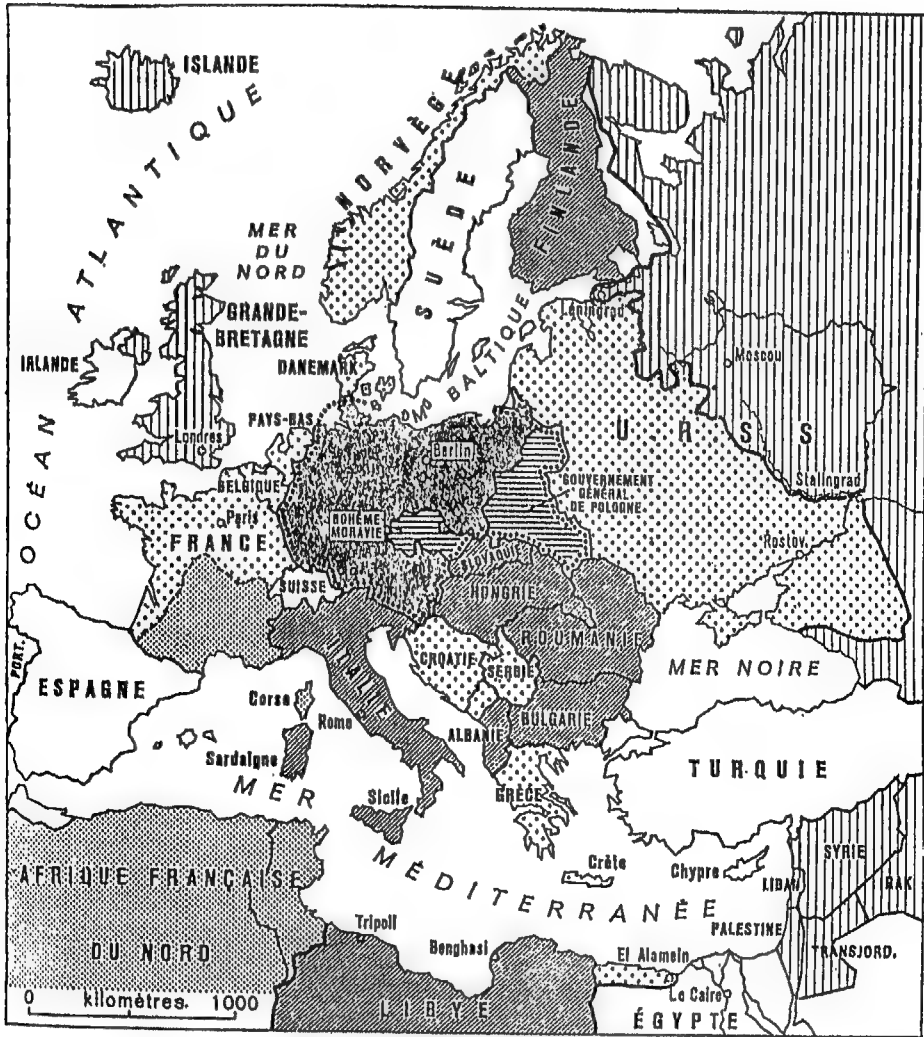 ISLANDE
OCÉAN ATLANTIQUE
NORVÈGE
FINLANDE
SUÈDE
MER
DU
NORD
GRANDE-
BRETAGNE
IRLANDE
DANEMARK
BALTIQUE
Léningrad
Moscou
PAYS-BAS
Londres
Berlin
URSS
Stalingrad
BELGIQUE
GOUVERNEMENT
GÉNÉRAL
DE POLOGNE
Paris
FRANCE
BOHÈME
MORAVIE
Rostov
SLOVAQUIE
SUISSE
HONGRIE
ROUMANIE
ITALIE
CROATIE
SERBIE
MER NOIRE
PORT.
ESPAGNE
Corse
Rome
ALBANIE
BULGARIE
Sardaigne
TURQUIE
GRÈCE
Sicile
MER MÉDITERRANÉE
Crète
Chypre
SYRIE
LIBAN
IRAK
AFRIQUE FRANÇAISE
DU NORD
PALESTINE
Tripoli
Benghasi
El Alamein
TRANSJORD.
Le Caire
0 kilomètres. 1000
LIBYE
ÉGYPTE